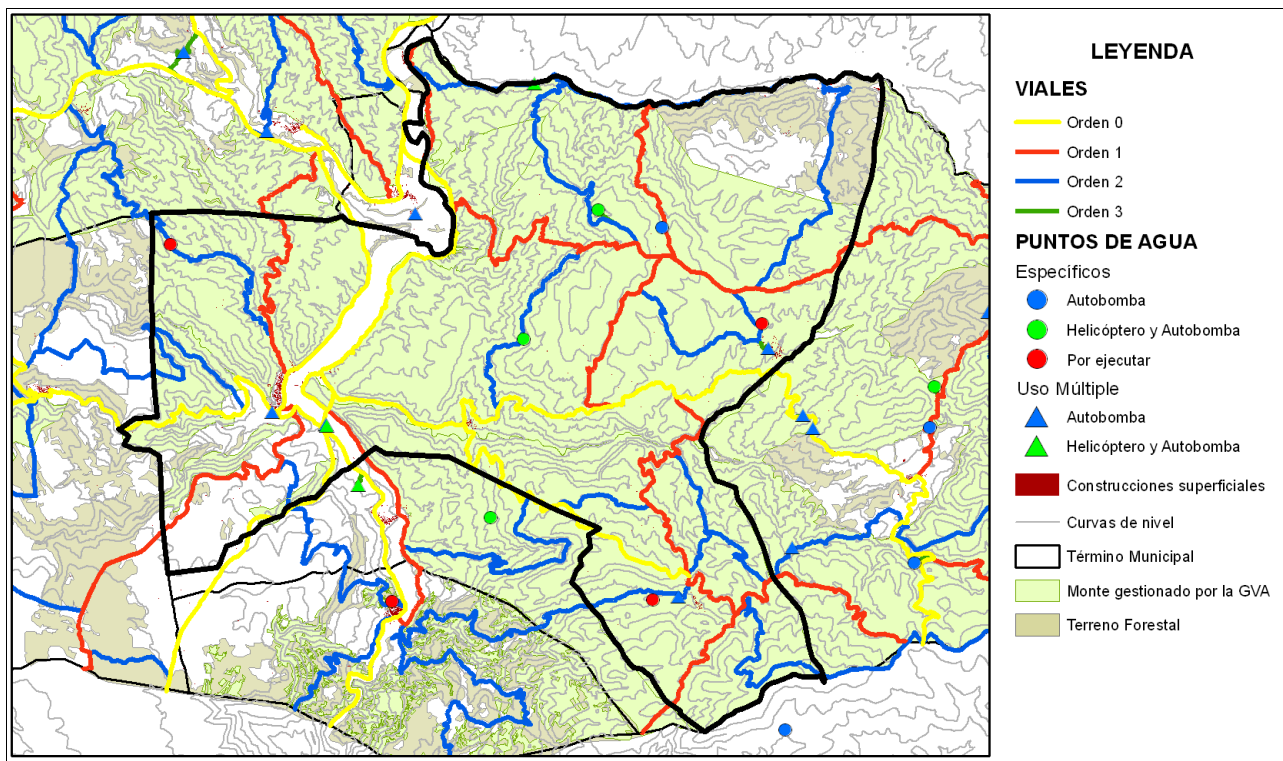 LEYENDA
VIALES
Orden 0
Orden 1
Orden 2
Orden 3
PUNTOS DE AGUA
Específicos
Autobomba
Helicóptero y Autobomba
Por ejecutar
Uso Múltiple
Autobomba
Helicóptero y Autobomba
Construcciones superficiales
Curvas de nivel
Término Municipal
Monte gestionado por la GVA
Terreno Forestal